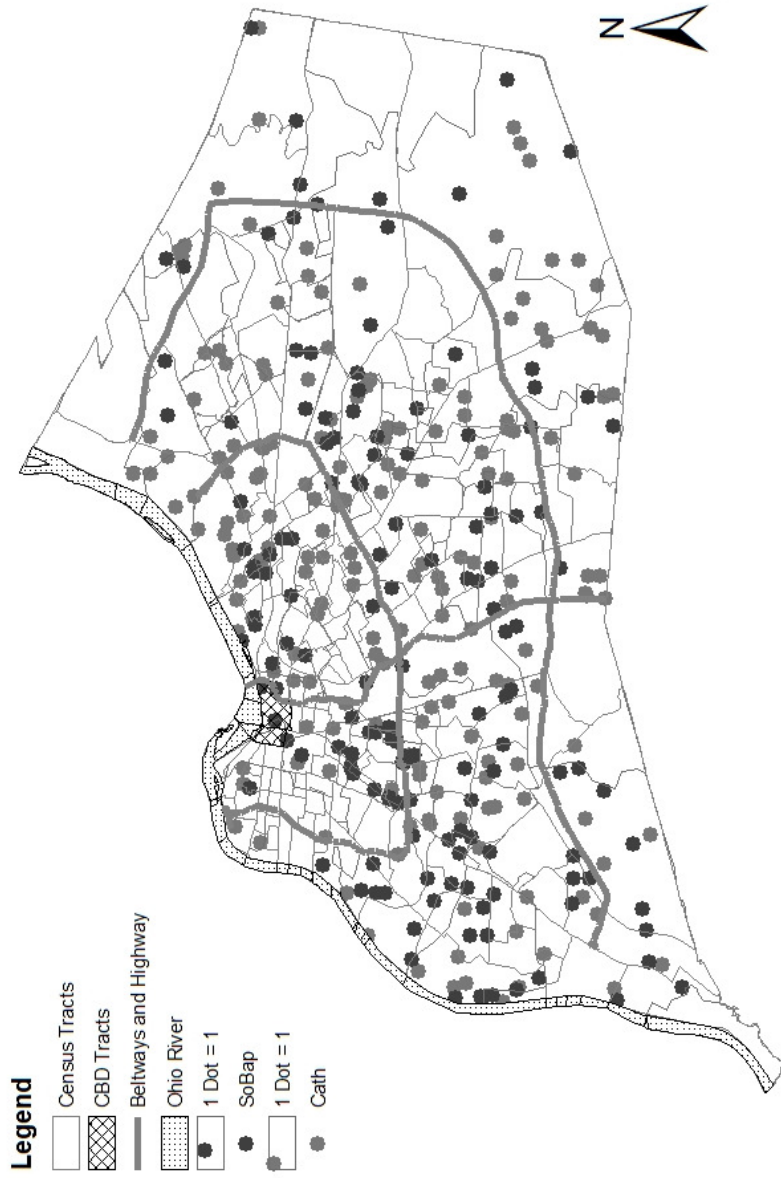 Legend
Census Tracts
CBD Tracts
Beltways and Highway
Ohio River
1 Dot = 1
SoBap
1 Dot = 1
Cath
N